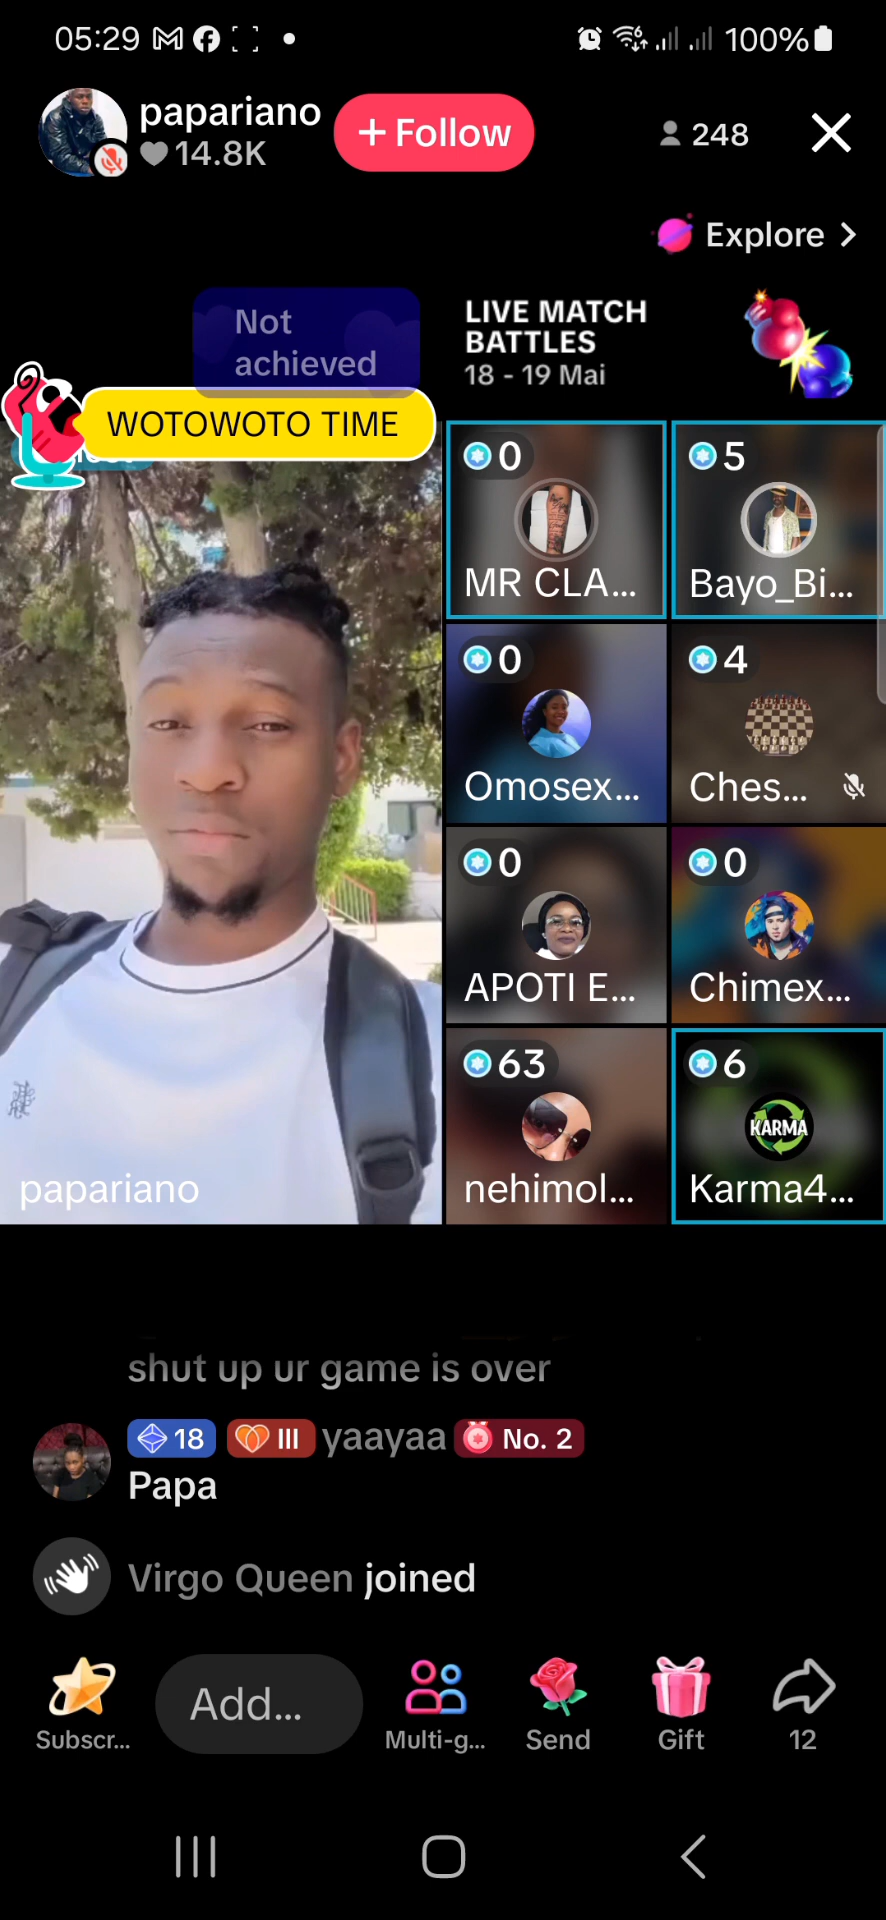 05:29
100%
papariano
14.8K
+ Follow
248
Explore
Not
achieved
LIVE MATCH
BATTLES
18 - 19 Mai
WOTOWOTO TIME
0
MR CLA...
5
Bayo_Bi...
0
Omosex...
4
Ches...
0
APOTI E...
0
Chimex...
63
nehimol...
6
KARMA
Karma4...
papariano
shut up ur game is over
18 III yaayaa No. 2
Papa
Virgo Queen joined
Subscr...
Add...
Multi-g...
Send
Gift
12